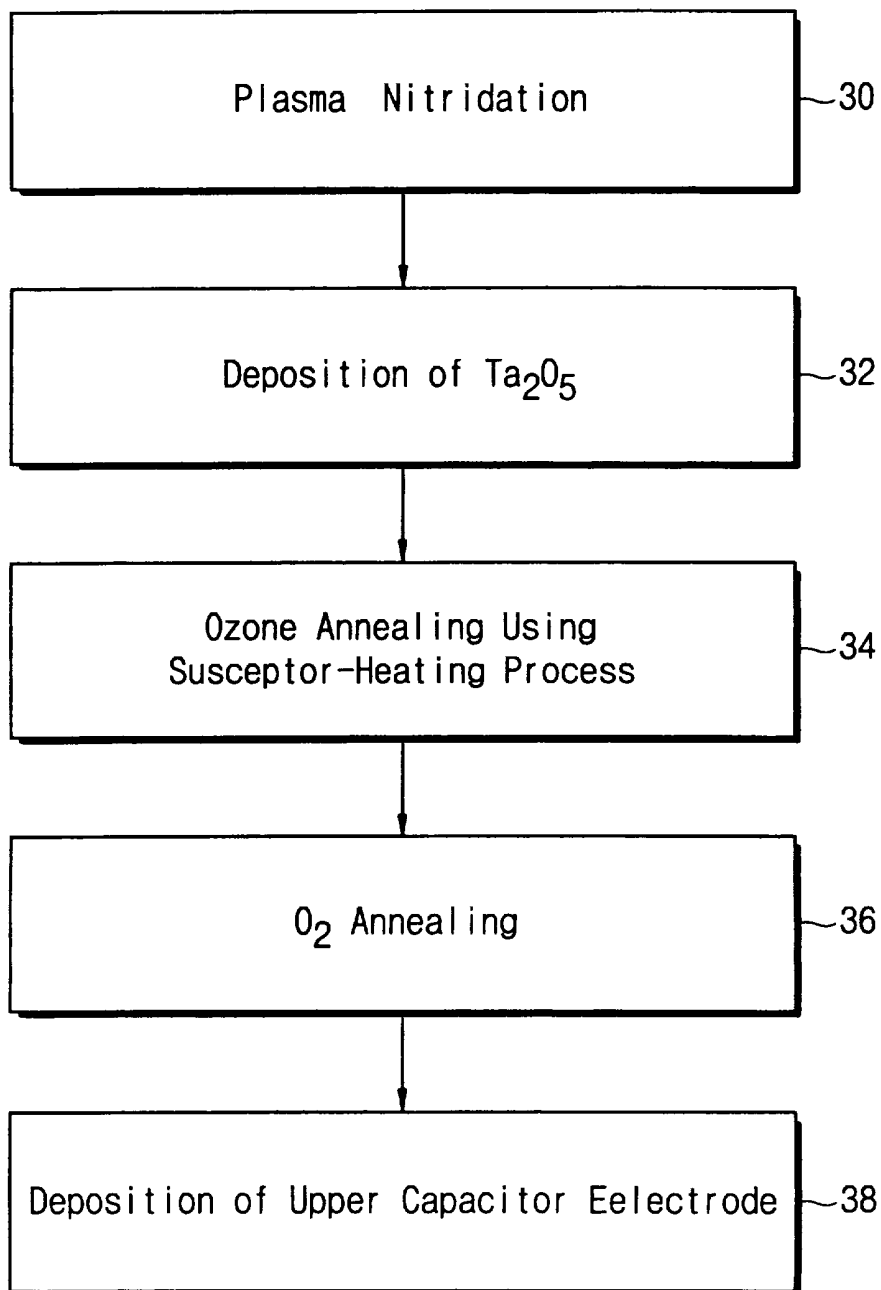 Plasma Nitridation
30
Deposition of Ta₂O₅
32
Ozone Annealing Using
Susceptor-Heating Process
34
O₂ Annealing
36
Deposition of Upper Capacitor Eelectrode
38